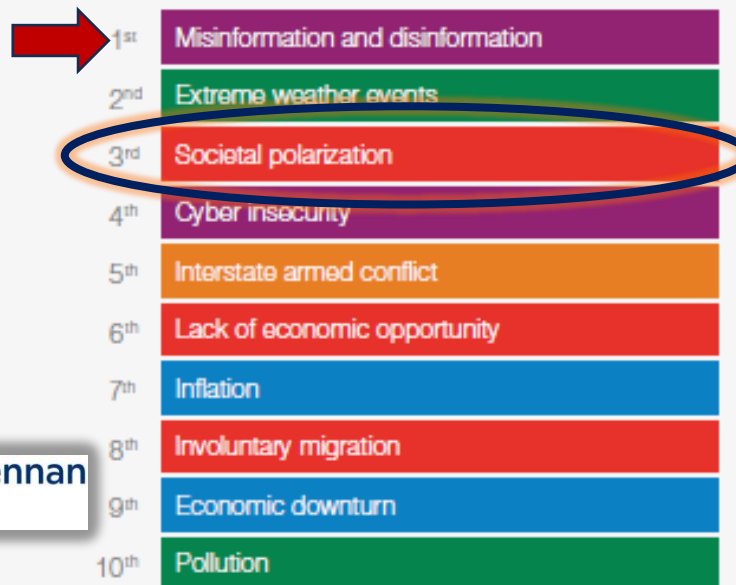 1st Misinformation and disinformation
2nd Extreme weather events
3rd Societal polarization
4th Cyber insecurity
5th Interstate armed conflict
6th Lack of economic opportunity
7th Inflation
8th Involuntary migration
ennan
9th Economic downturn
10th Pollution